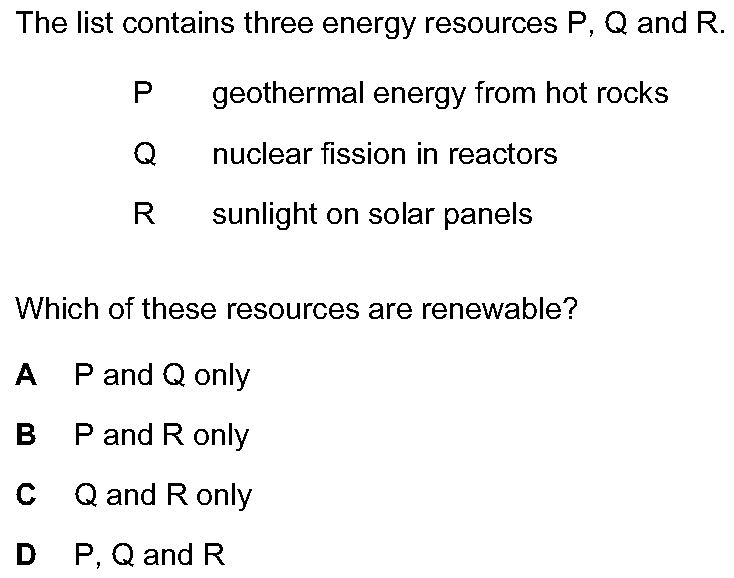 The list contains three energy resources P, Q and R.
P geothermal energy from hot rocks
Q nuclear fission in reactors
R sunlight on solar panels
Which of these resources are renewable?
A P and Q only
B P and R only
C Q and R only
D P, Q and R